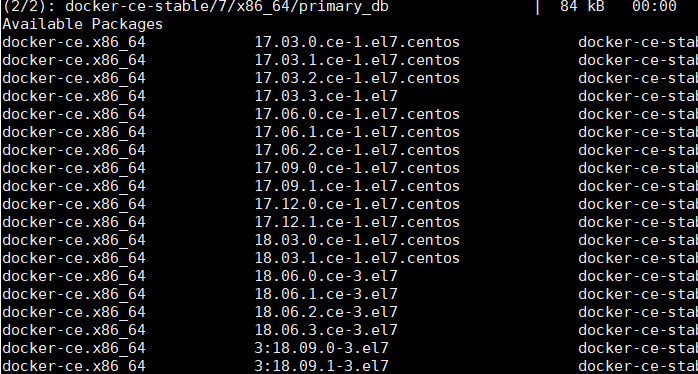 (2/2): docker-ce-stable/7/x86_64/primary_db | 84 kB 00:00
Available Packages
docker-ce.x86_64 17.03.0.ce-1.el7.centos docker-ce-stab
docker-ce.x86_64 17.03.1.ce-1.el7.centos docker-ce-stab
docker-ce.x86_64 17.03.2.ce-1.el7.centos docker-ce-stab
docker-ce.x86_64 17.03.3.ce-1.el7 docker-ce-stab
docker-ce.x86_64 17.06.0.ce-1.el7.centos docker-ce-stab
docker-ce.x86_64 17.06.1.ce-1.el7.centos docker-ce-stab
docker-ce.x86_64 17.06.2.ce-1.el7.centos docker-ce-stab
docker-ce.x86_64 17.09.0.ce-1.el7.centos docker-ce-stab
docker-ce.x86_64 17.09.1.ce-1.el7.centos docker-ce-stab
docker-ce.x86_64 17.12.0.ce-1.el7.centos docker-ce-stab
docker-ce.x86_64 17.12.1.ce-1.el7.centos docker-ce-stab
docker-ce.x86_64 18.03.0.ce-1.el7.centos docker-ce-stab
docker-ce.x86_64 18.03.1.ce-1.el7.centos docker-ce-stab
docker-ce.x86_64 18.06.0.ce-3.el7 docker-ce-stab
docker-ce.x86_64 18.06.1.ce-3.el7 docker-ce-stab
docker-ce.x86_64 18.06.2.ce-3.el7 docker-ce-stab
docker-ce.x86_64 18.06.3.ce-3.el7 docker-ce-stab
docker-ce.x86_64 3:18.09.0-3.el7 docker-ce-stab
docker-ce.x86_64 3:18.09.1-3.el7 docker-ce-stab